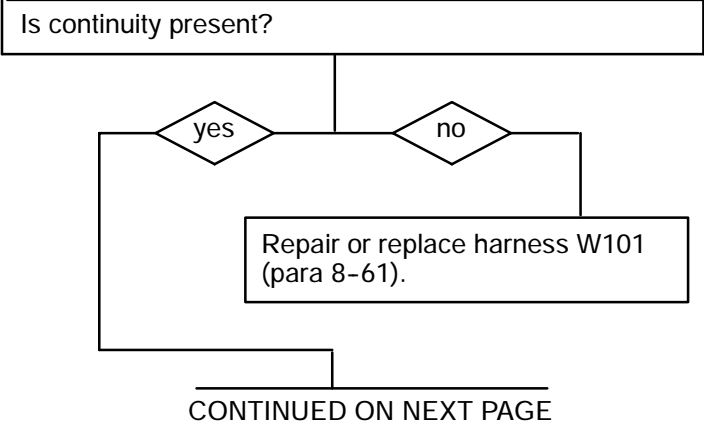 Is continuity present?
yes
no
Repair or replace harness W101
(para 8-61).
CONTINUED ON NEXT PAGE